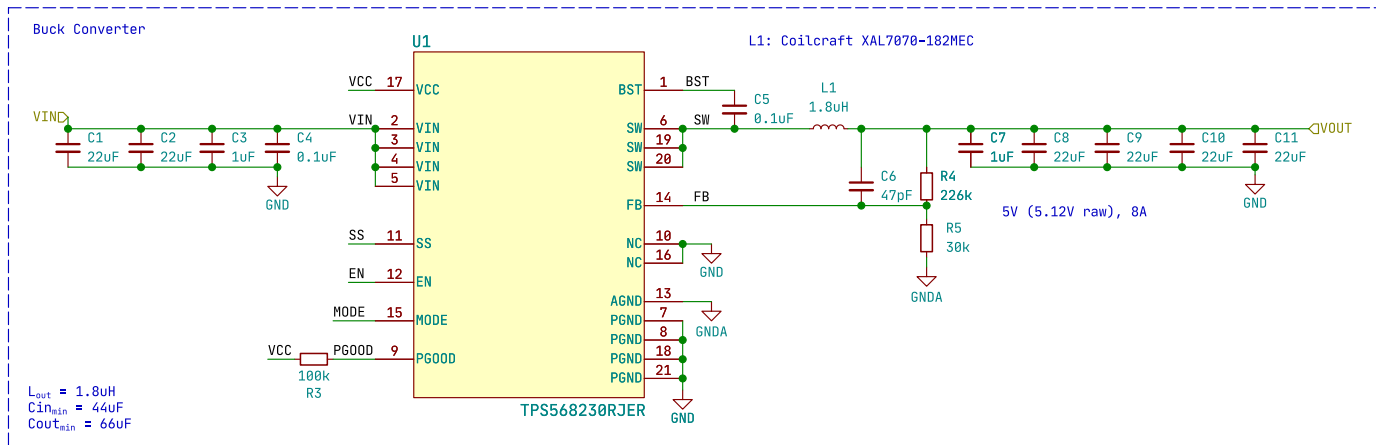 Buck Converter
U1
L1: Coilcraft XAL7070-182MEC
VCC 17 VCC
BST 1 BST
C5
0.1uF
L1
1.8uH
VIN
C1
22uF
C2
22uF
C3
1uF
C4
0.1uF
GND
VIN 2 VIN
3 VIN
4 VIN
5 VIN
SW 6 SW
SW 19
SW 20
C7
1uF
C8
22uF
C9
22uF
C10
22uF
C11
22uF
VOUT
GND
FB 14 FB
C6
47pF
R4
226k
R5
30k
GNDA
5V (5.12V raw), 8A
SS 11 SS
EN 12 EN
MODE 15 MODE
VCC PGOOD 9 PGOOD
100k
R3
NC 10
NC 16
GND
AGND 13
GNDA
PGND 7
PGND 8
PGND 18
PGND 21
GND
TPS568230RJER
Lout = 1.8uH
Cinmin = 44uF
Coutmin = 66uF